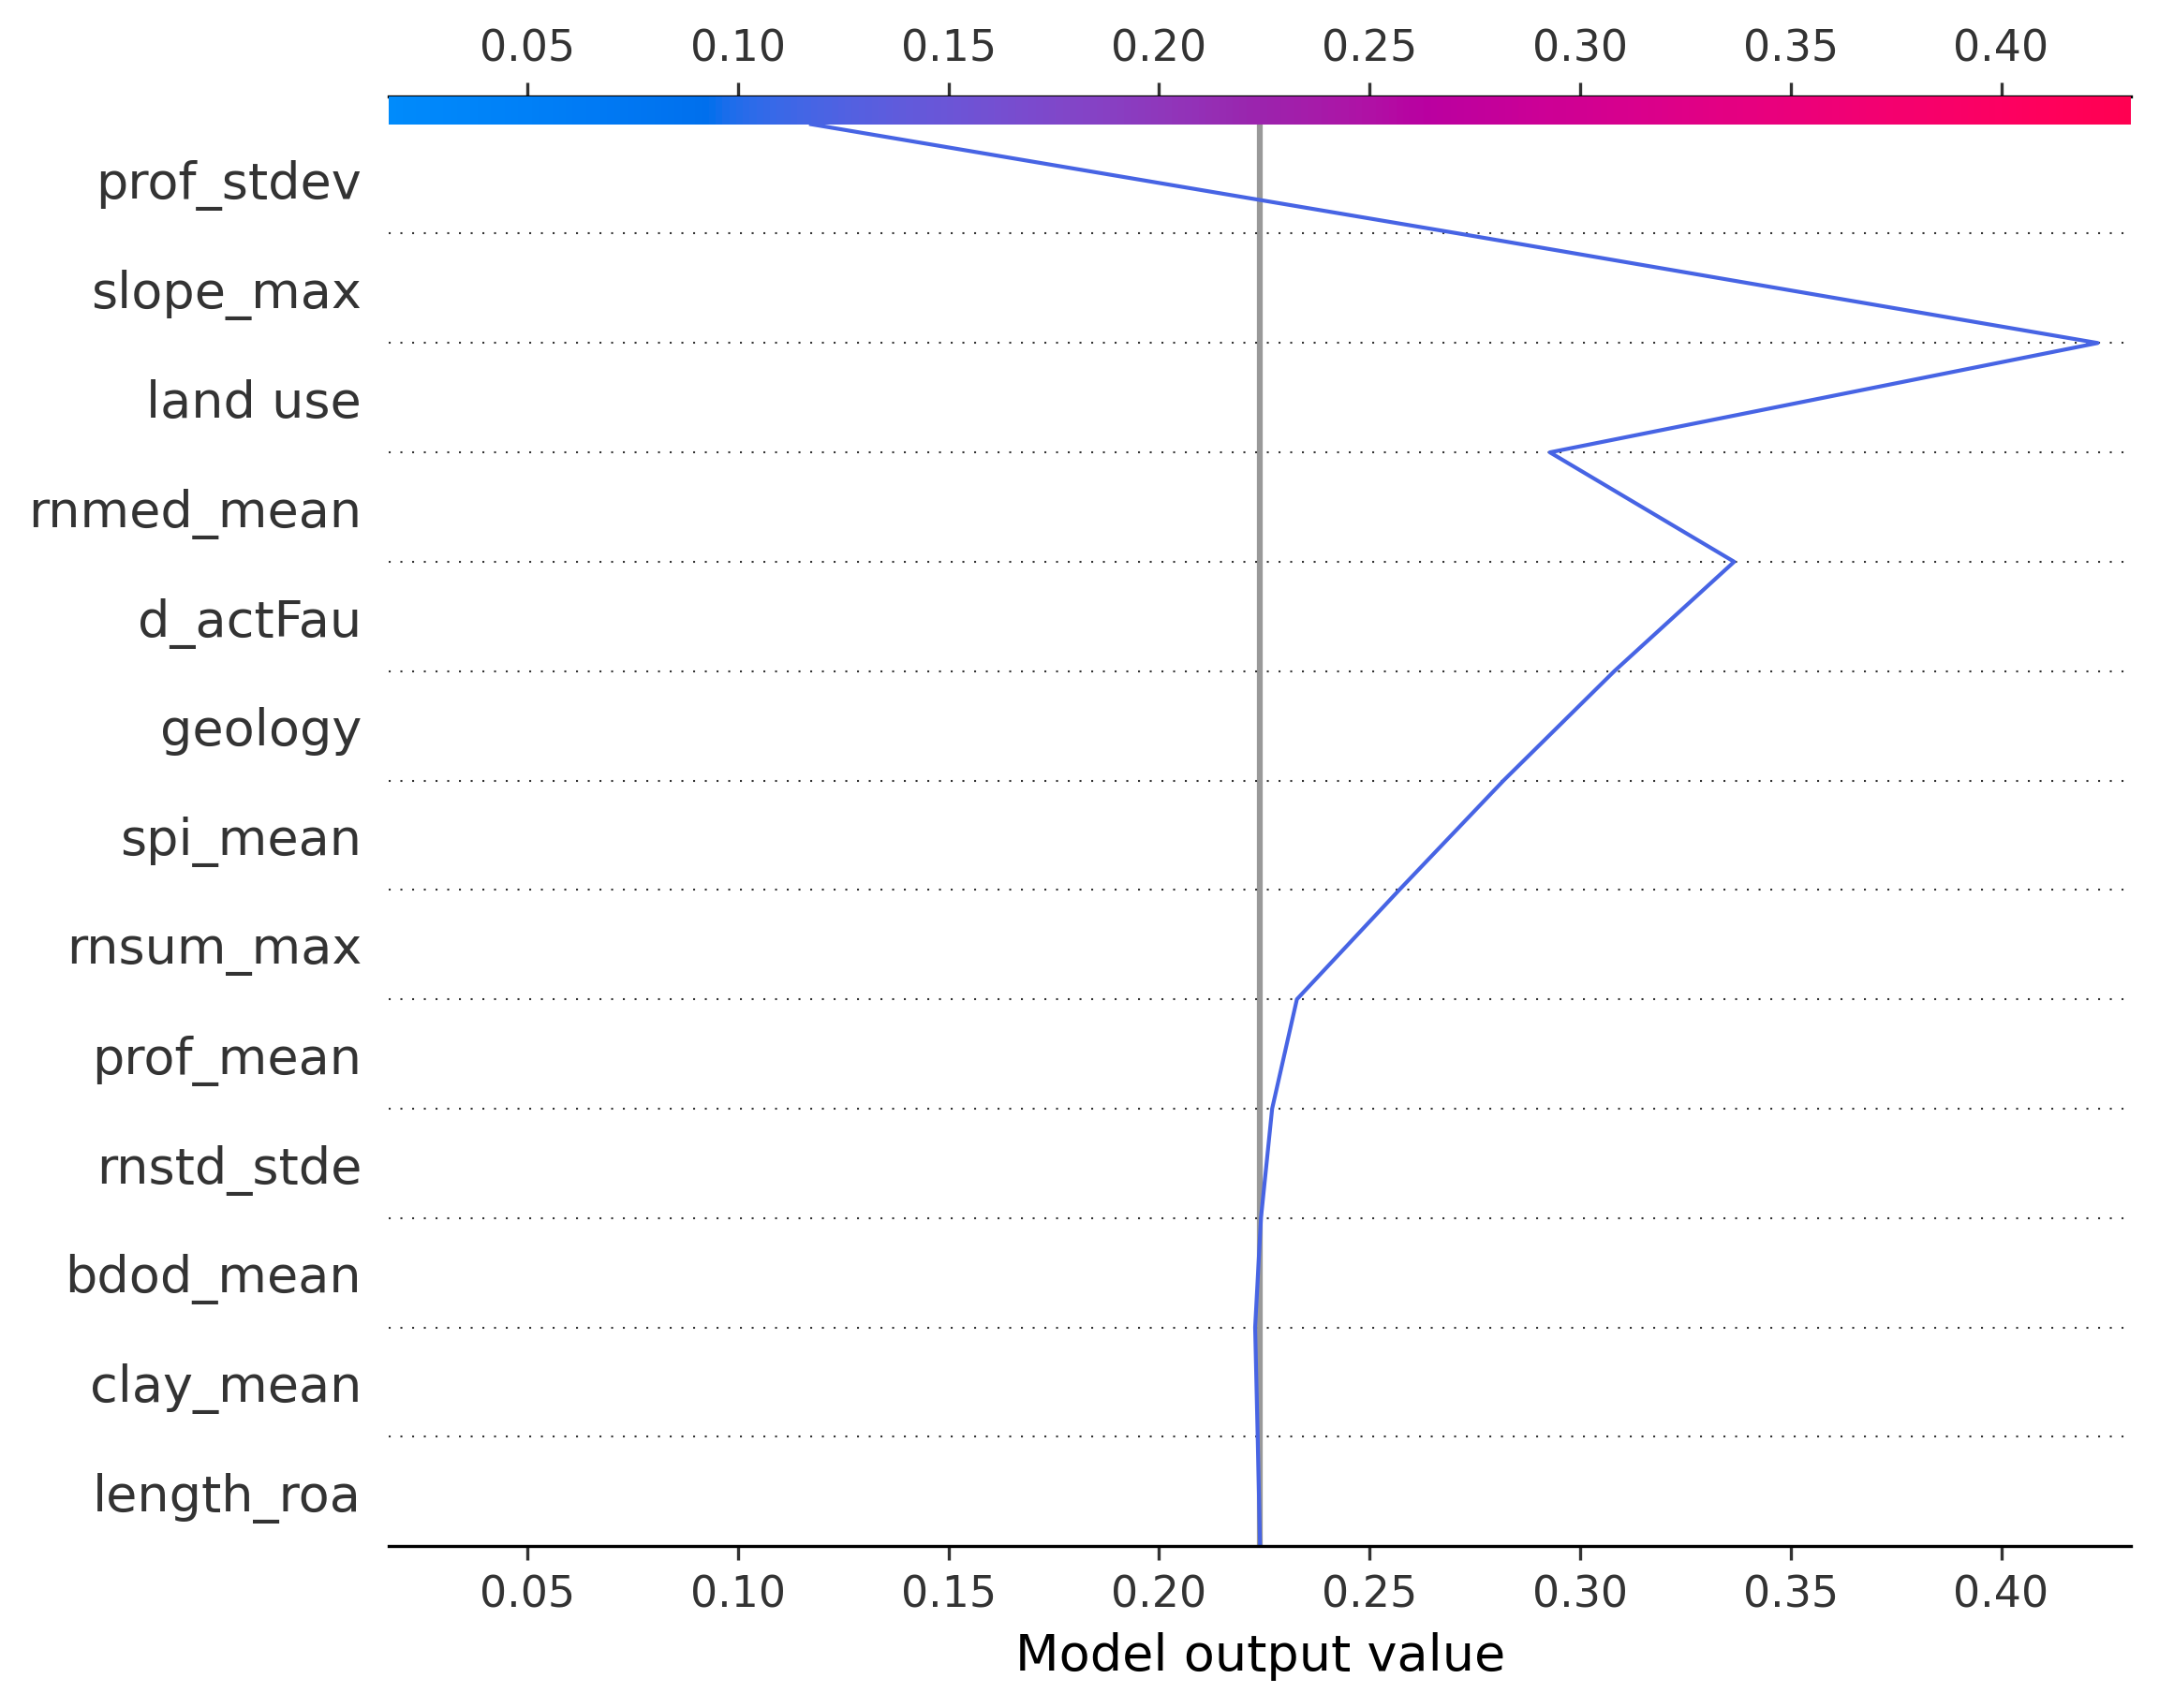 0.05 0.10 0.15 0.20 0.25 0.30 0.35 0.40
prof_stdev
slope_max
land use
rnmed_mean
d_actFau
geology
spi_mean
rnsum_max
prof_mean
rnstd_stde
bdod_mean
clay_mean
length_roa
0.05 0.10 0.15 0.20 0.25 0.30 0.35 0.40
Model output value